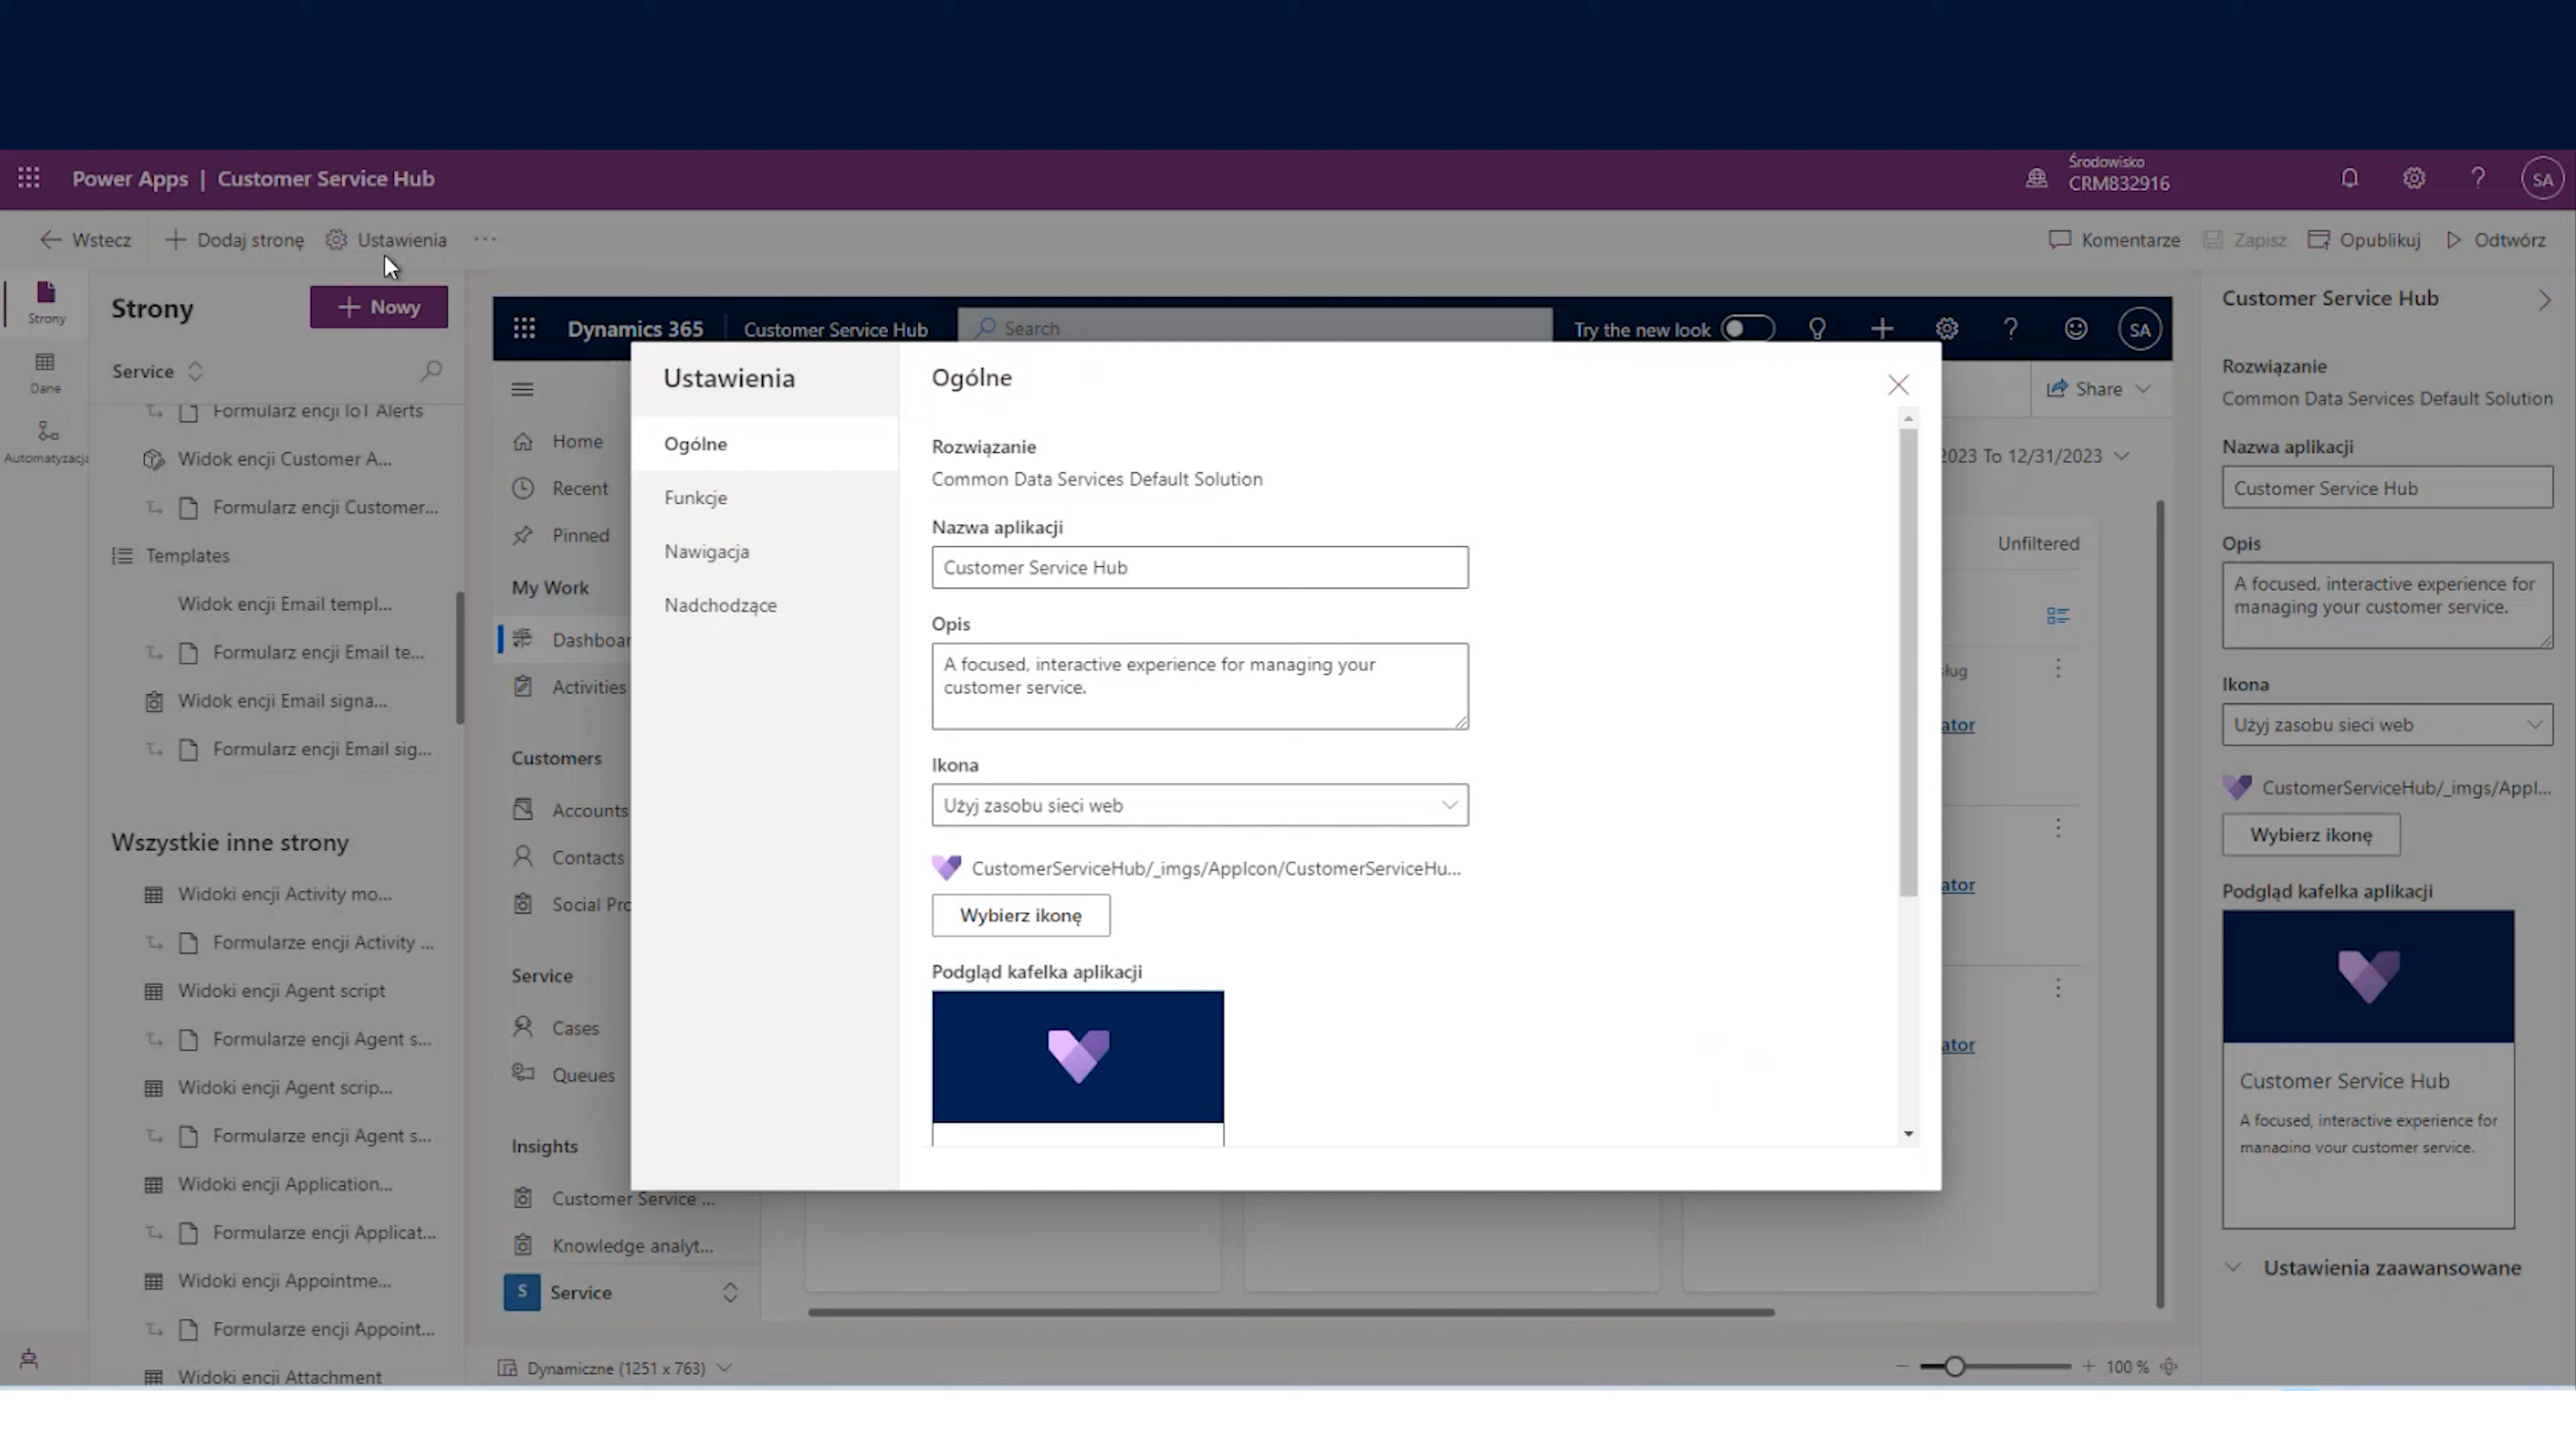 Power Apps | Customer Service Hub
Środowisko
CRM832916
SA
Wstecz
Dodaj stronę
Ustawienia
Komentarze
Zapisz
Opublikuj
Odtwórz
Strony
Dane
Automatyzacja
Strony
Nowy
Service
Formularz encji IoT Alerts
Widok encji Customer A...
Formularz encji Customer...
Templates
Widok encji Email templ...
Formularz encji Email te...
Widok encji Email signa...
Formularz encji Email sig...
Wszystkie inne strony
Widoki encji Activity mo...
Formularze encji Activity ...
Widoki encji Agent script
Formularze encji Agent s...
Widoki encji Agent scrip...
Formularze encji Agent s...
Widoki encji Application...
Formularze encji Applicat...
Widoki encji Appointme...
Formularze encji Appoint...
Widoki encji Attachment
Dynamics 365
Customer Service Hub
Search
Try the new look
SA
Share
Home
Recent
Pinned
My Work
Dashboar
Activities
Customers
Accounts
Contacts
Social Pro
Service
Cases
Queues
Insights
Customer Service ...
Knowledge analyt...
S
Service
2023 To 12/31/2023
Unfiltered
ług
ator
ator
ator
Ustawienia
Ogólne
Funkcje
Nawigacja
Nadchodzące
Ogólne
Rozwiązanie
Common Data Services Default Solution
Nazwa aplikacji
Customer Service Hub
Opis
A focused, interactive experience for managing your
customer service.
Ikona
Użyj zasobu sieci web
CustomerServiceHub/_imgs/AppIcon/CustomerServiceHu...
Wybierz ikonę
Podgląd kafelka aplikacji
Customer Service Hub
Rozwiązanie
Common Data Services Default Solution
Nazwa aplikacji
Customer Service Hub
Opis
A focused, interactive experience for
managing your customer service.
Ikona
Użyj zasobu sieci web
CustomerServiceHub/_imgs/AppI...
Wybierz ikonę
Podgląd kafelka aplikacji
Customer Service Hub
A focused, interactive experience for
managing your customer service.
Ustawienia zaawansowane
Dynamiczne (1251 x 763)
100 %